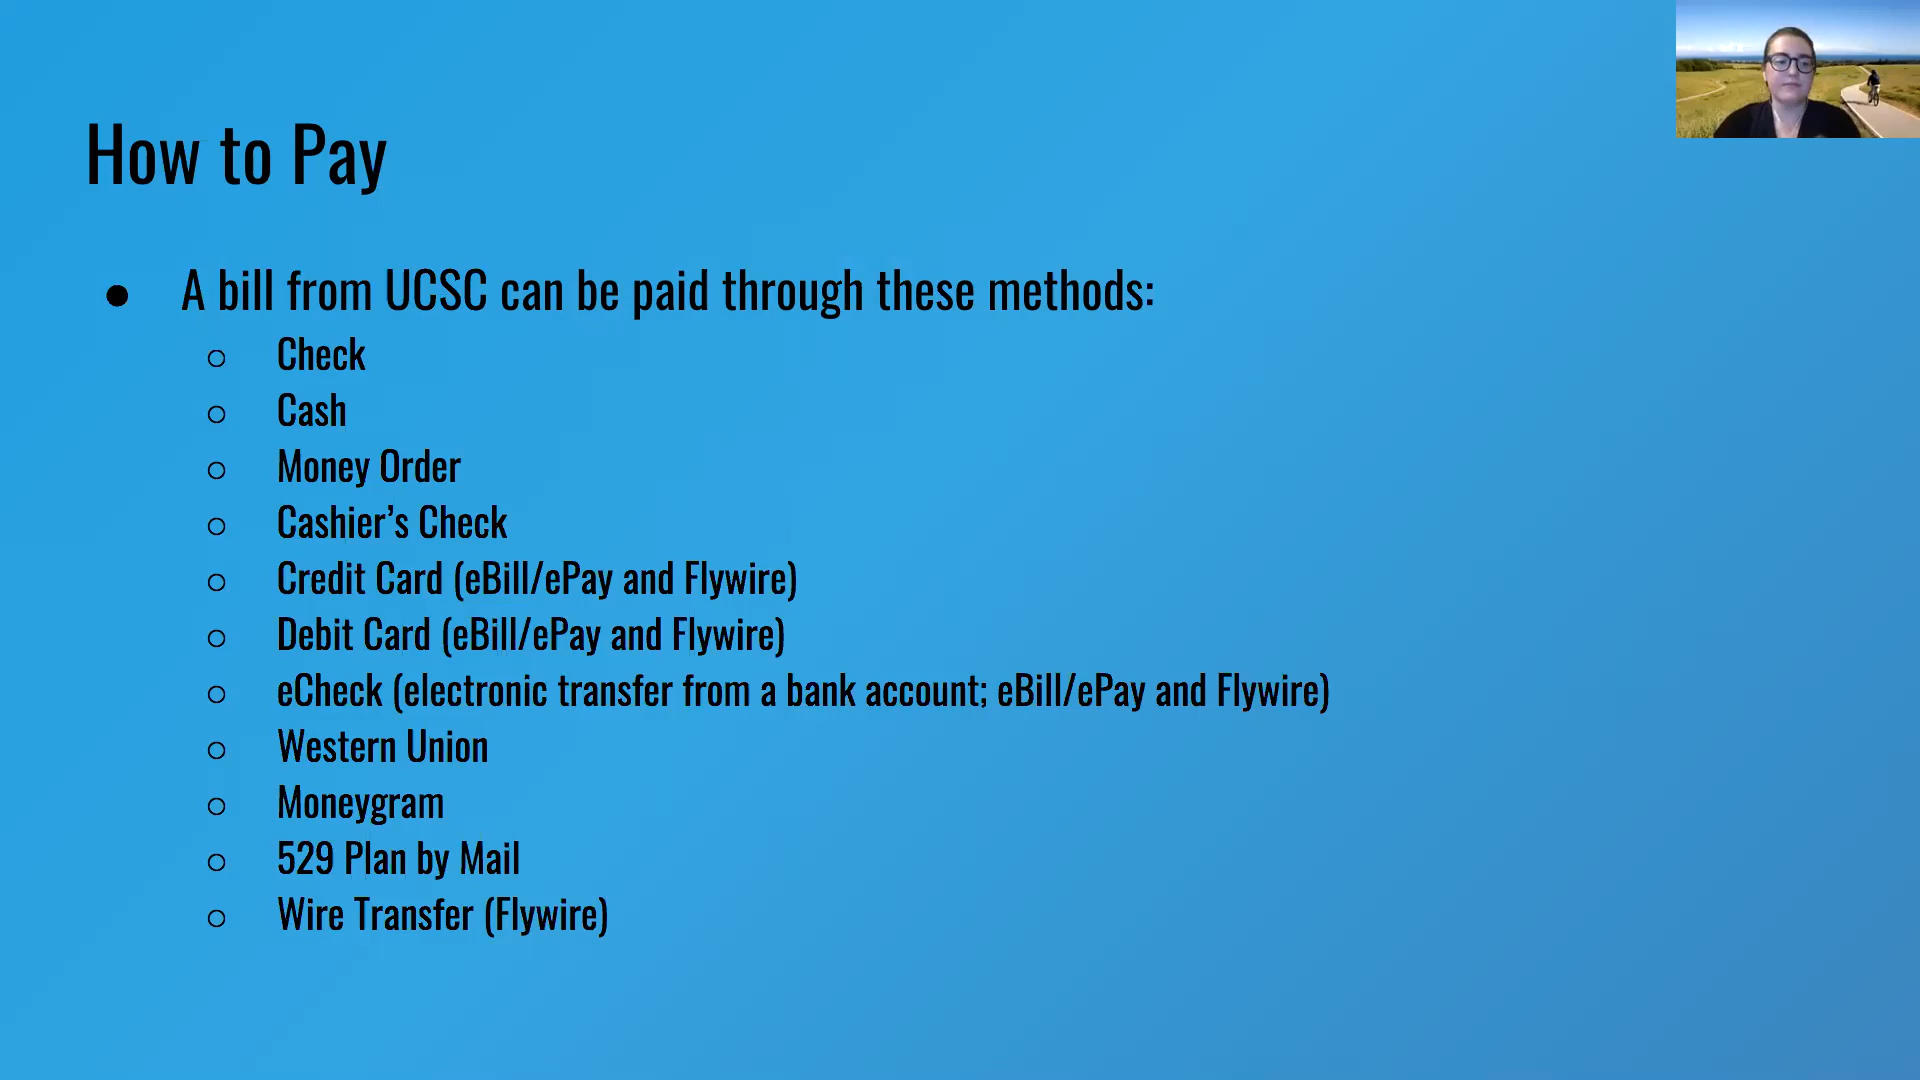 How to Pay
● A bill from UCSC can be paid through these methods:
○ Check
○ Cash
○ Money Order
○ Cashier’s Check
○ Credit Card (eBill/ePay and Flywire)
○ Debit Card (eBill/ePay and Flywire)
○ eCheck (electronic transfer from a bank account; eBill/ePay and Flywire)
○ Western Union
○ Moneygram
○ 529 Plan by Mail
○ Wire Transfer (Flywire)